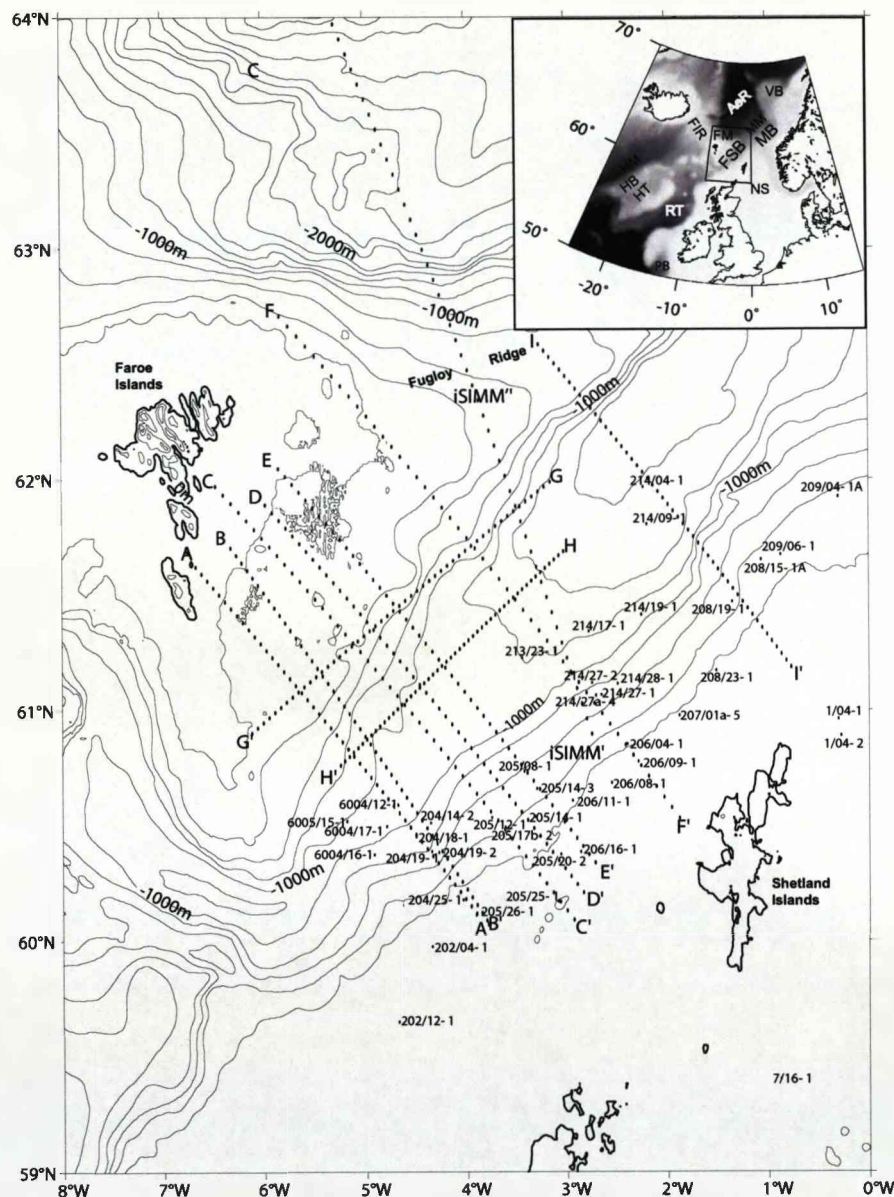 64°N
63°N
62°N
61°N
60°N
59°N
8°W
7°W
6°W
5°W
4°W
3°W
2°W
1°W
0°W
70°
60°
50°
-20°
-10°
0°
10°
VB
AeR
MM
MB
FIR
FM
FSB
HB
HT
RT
NS
C
-1000m
-2000m
-1000m
F
Fugloy Ridge
I
iSIMM''
-1000m
Faroe
Islands
E
C
D
G
214/04- 1
-1000m
209/04- 1A
214/09- 1
B
A
H
209/06- 1
208/15- 1A
214/19- 1
208/19- 1
214/17- 1
213/23- 1
214/27- 2
214/28- 1
208/23- 1
I'
214/27- 1
214/27a- 4
-1000m
207/01a- 5
1/04-1
1/04- 2
G'
H'
iSIMM'
206/04- 1
206/09- 1
205/08- 1
206/08- 1
205/14- 3
206/11- 1
6004/12-1
204/14- 2
205/14- 1
6005/15-1
6004/17-1
205/12- 1
F'
204/18-1
205/17b- 2
6004/16-1
204/19- 1
204/19- 2
206/16- 1
205/20- 2
E'
-1000m
-1000m
204/25- 1
205/25- 1
D'
205/26- 1
A'
B'
C'
Shetland
Islands
202/04- 1
202/12- 1
7/16- 1